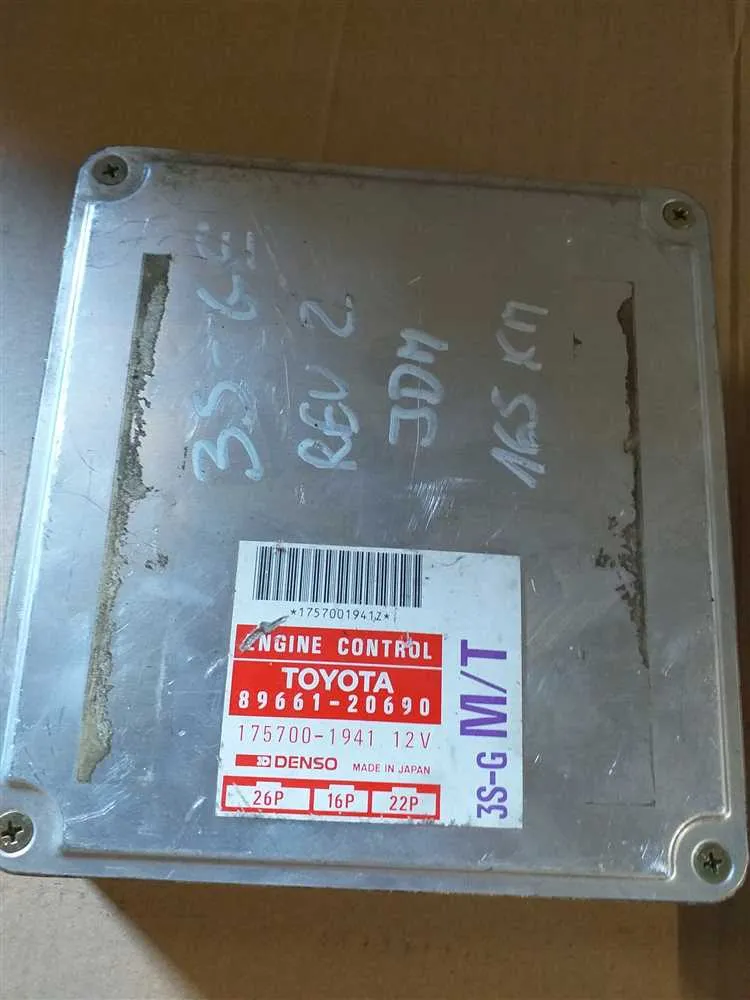 3S-GE
REV 2
JDM
165 KM
*1757001941Z*
ENGINE CONTROL
TOYOTA
89661-20690
175700-1941 12V
DENSO MADE IN JAPAN
26P 16P 22P
3S-G M/T